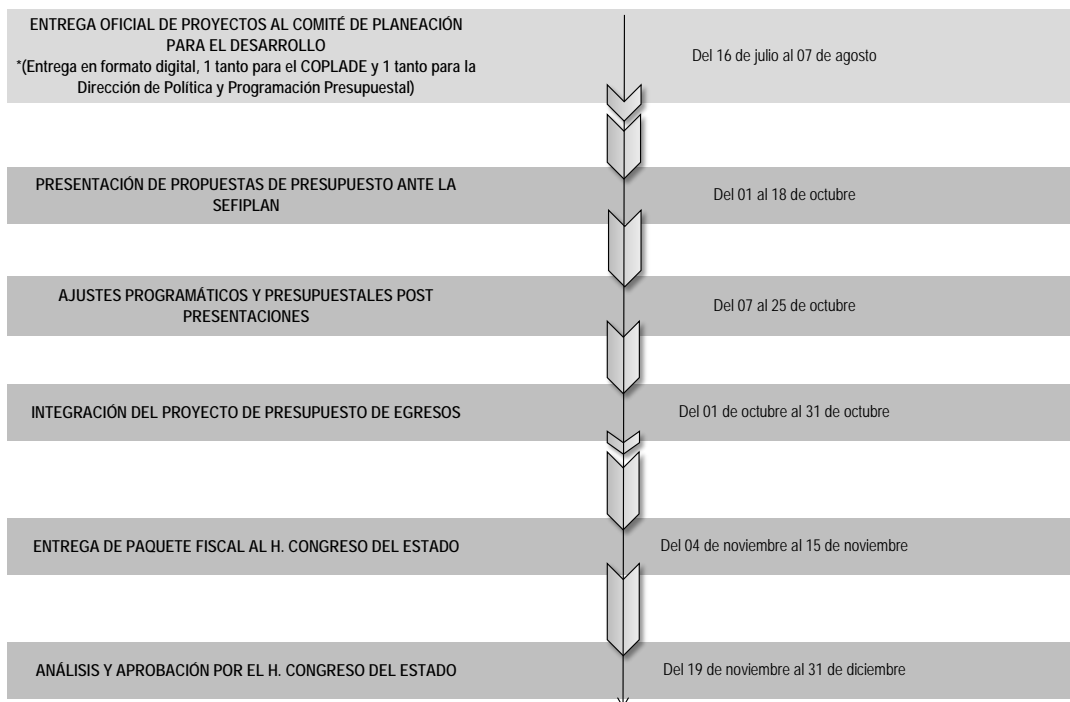 ENTREGA OFICIAL DE PROYECTOS AL COMITÉ DE PLANEACIÓN
PARA EL DESARROLLO
*(Entrega en formato digital, 1 tanto para el COPLADE y 1 tanto para la
Dirección de Política y Programación Presupuestal)
Del 16 de julio al 07 de agosto
PRESENTACIÓN DE PROPUESTAS DE PRESUPUESTO ANTE LA
SEFIPLAN
Del 01 al 18 de octubre
AJUSTES PROGRAMÁTICOS Y PRESUPUESTALES POST
PRESENTACIONES
Del 07 al 25 de octubre
INTEGRACIÓN DEL PROYECTO DE PRESUPUESTO DE EGRESOS
Del 01 de octubre al 31 de octubre
ENTREGA DE PAQUETE FISCAL AL H. CONGRESO DEL ESTADO
Del 04 de noviembre al 15 de noviembre
ANÁLISIS Y APROBACIÓN POR EL H. CONGRESO DEL ESTADO
Del 19 de noviembre al 31 de diciembre